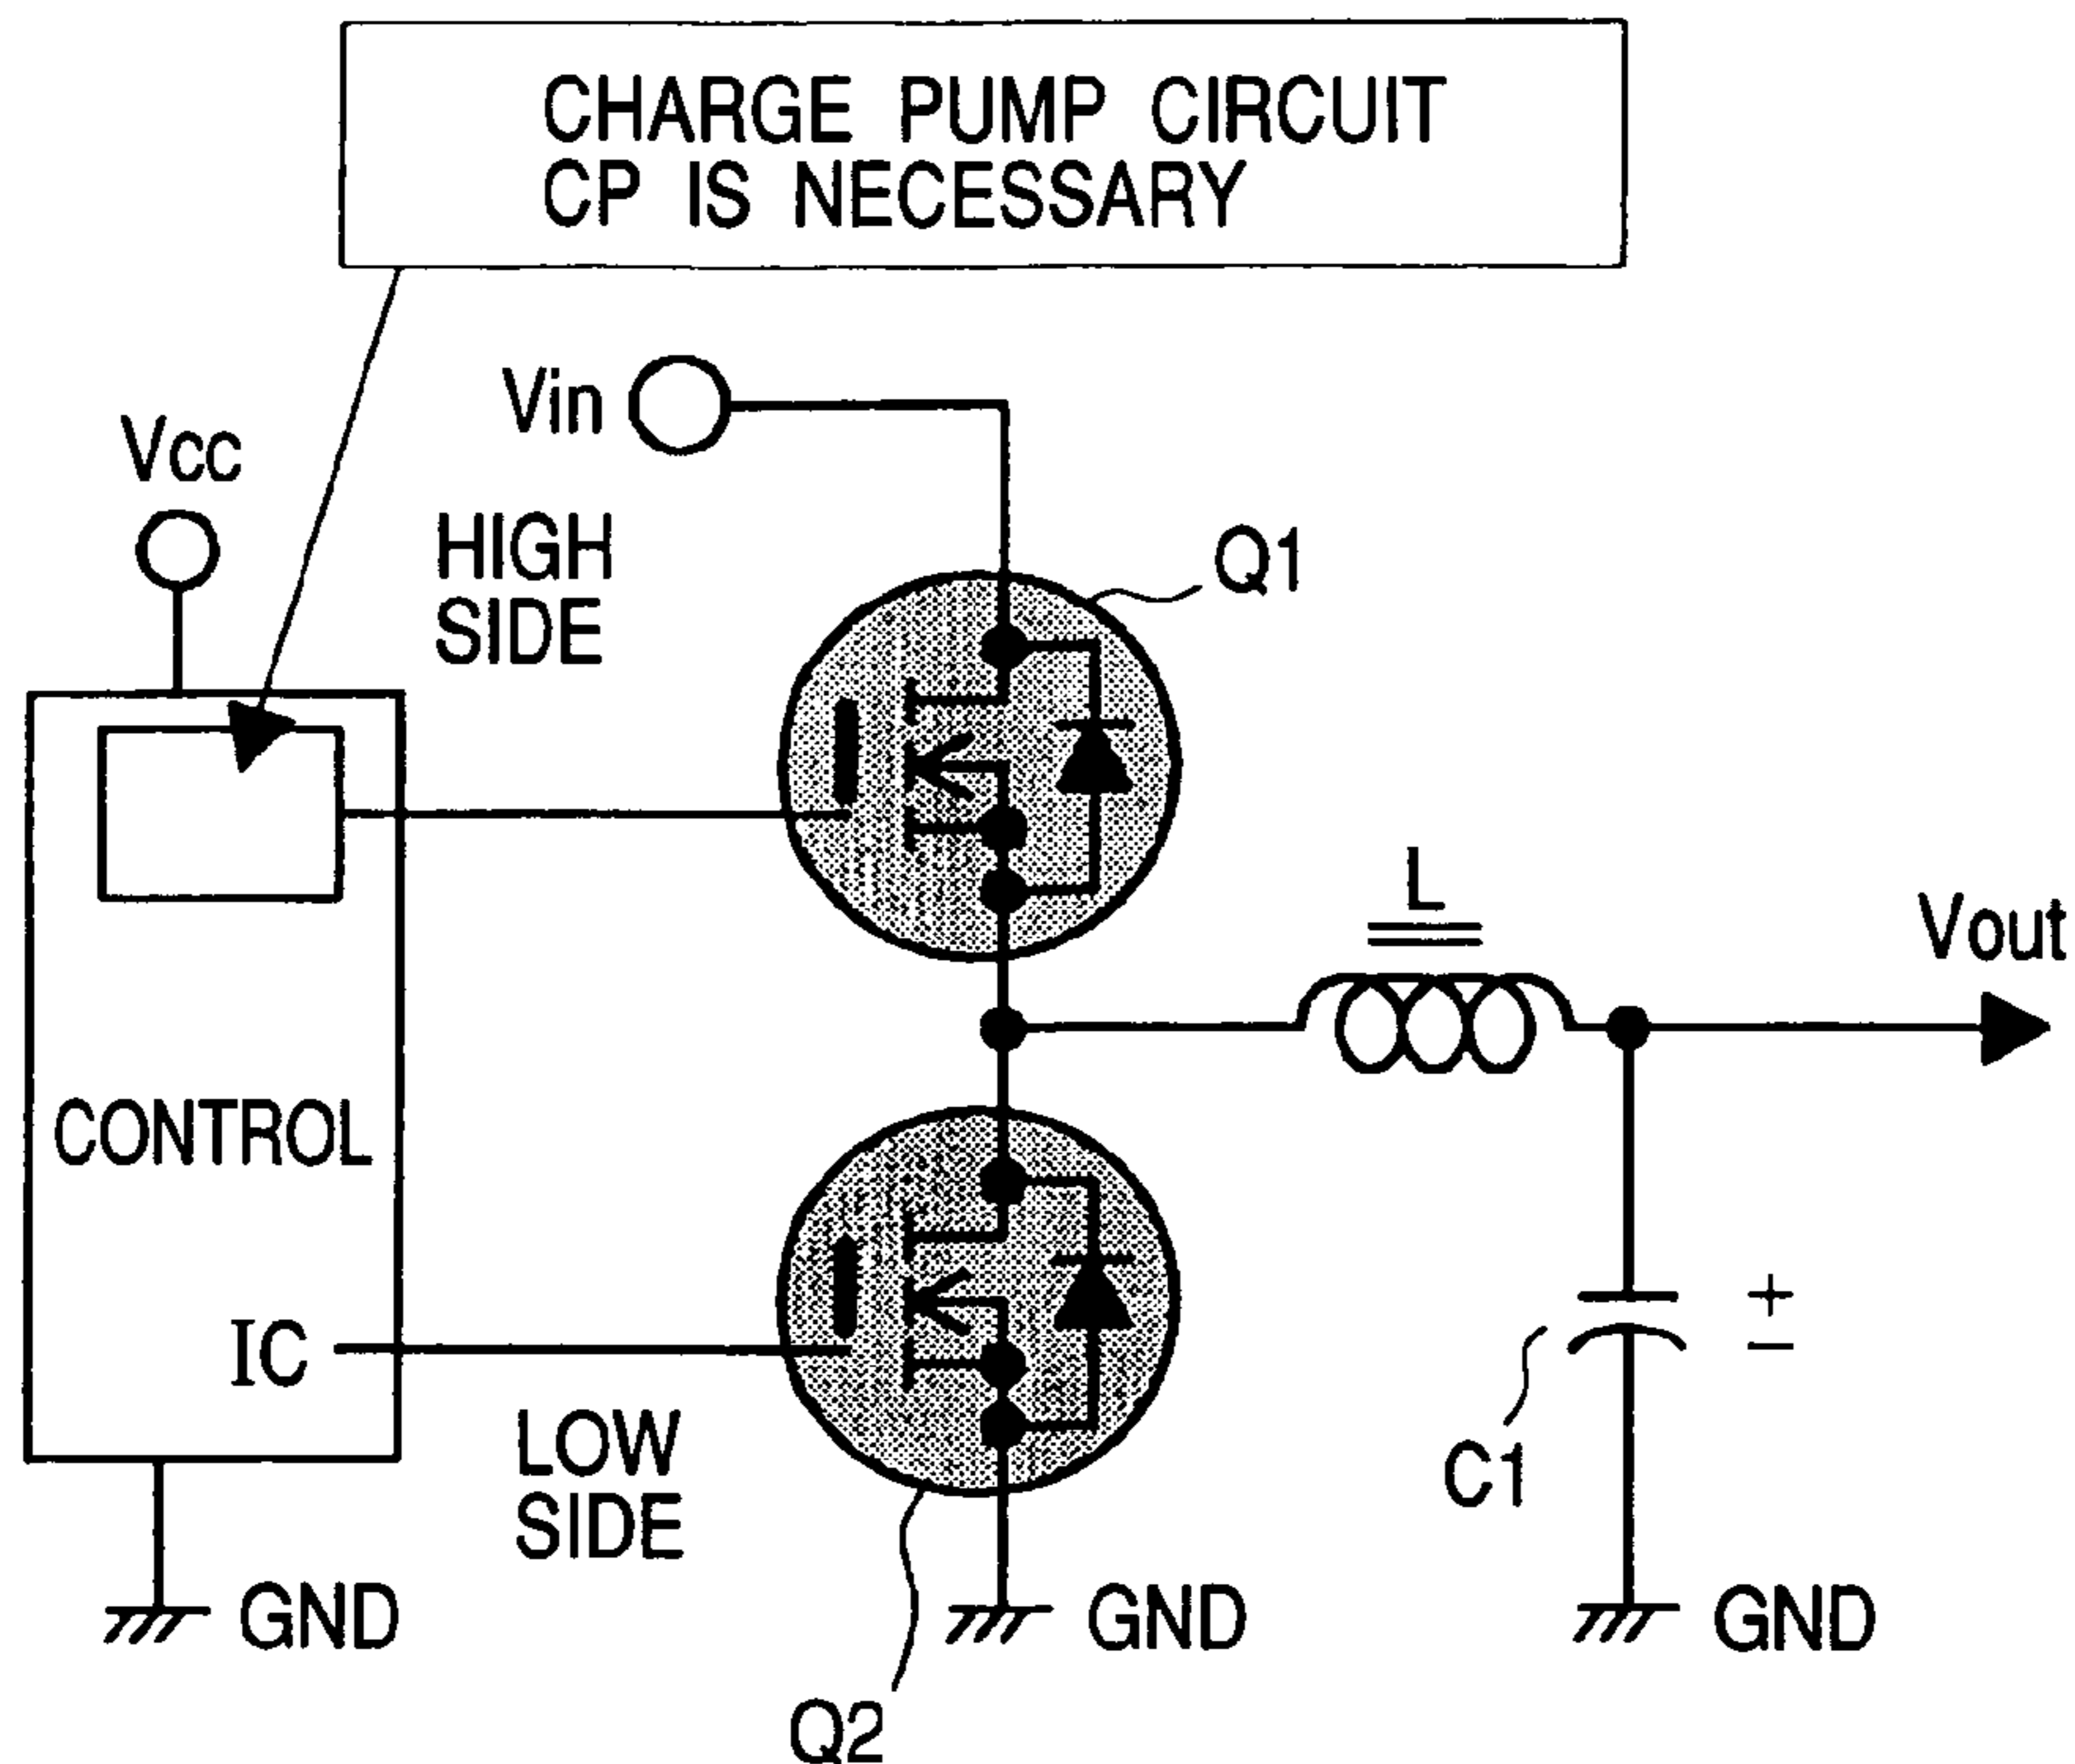 CHARGE PUMP CIRCUIT
CP IS NECESSARY
Vin
Vcc
HIGH
SIDE
Q1
L
Vout
CONTROL
IC
+
−
LOW
SIDE
C1
GND
GND
GND
Q2